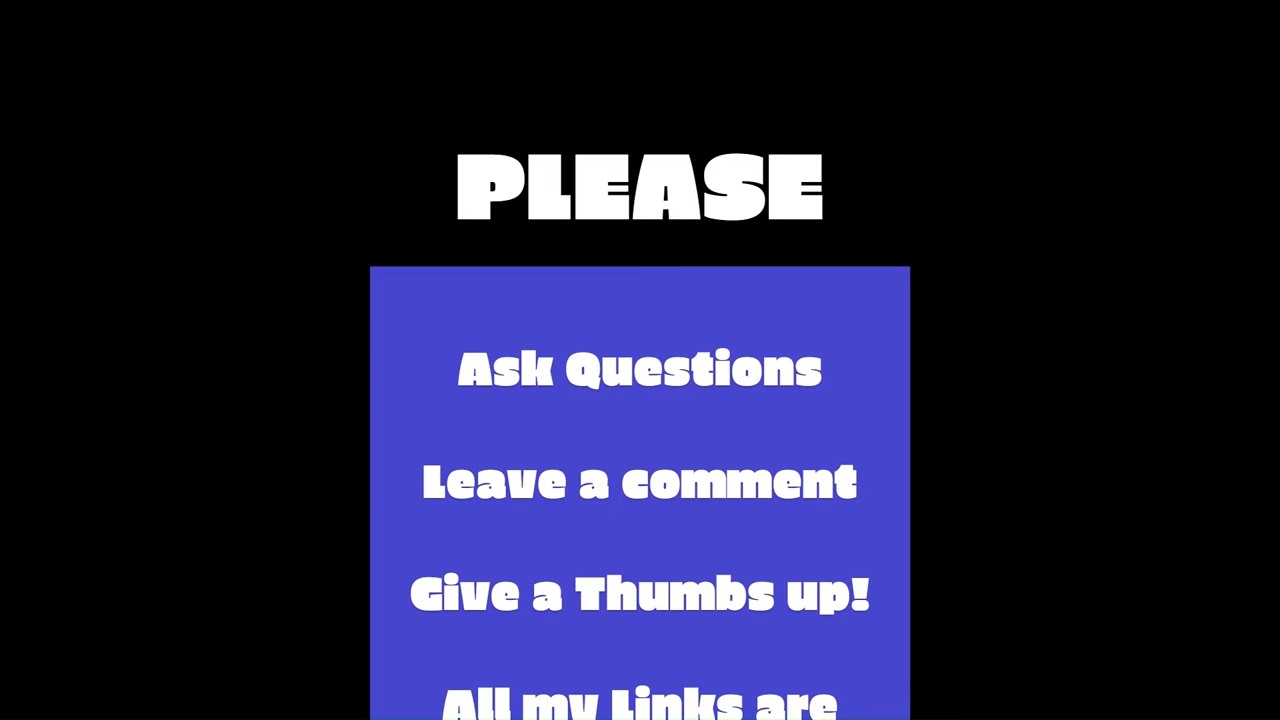 PLEASE
Ask Questions
Leave a comment
Give a Thumbs up!
All my Links are